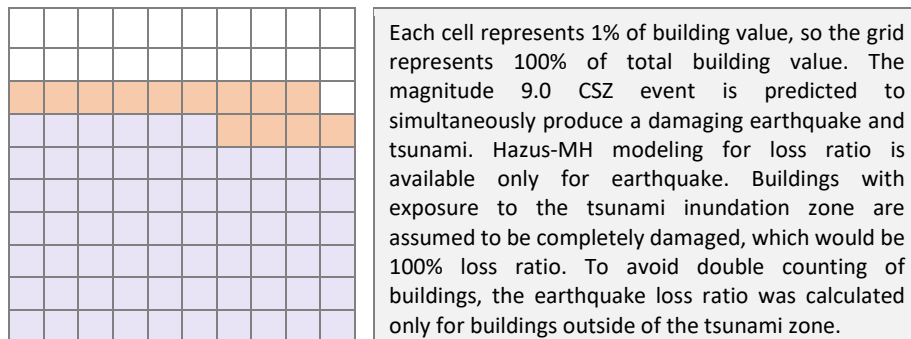 Each cell represents 1% of building value, so the grid
represents 100% of total building value. The
magnitude 9.0 CSZ event is predicted to
simultaneously produce a damaging earthquake and
tsunami. Hazus-MH modeling for loss ratio is
available only for earthquake. Buildings with
exposure to the tsunami inundation zone are
assumed to be completely damaged, which would be
100% loss ratio. To avoid double counting of
buildings, the earthquake loss ratio was calculated
only for buildings outside of the tsunami zone.